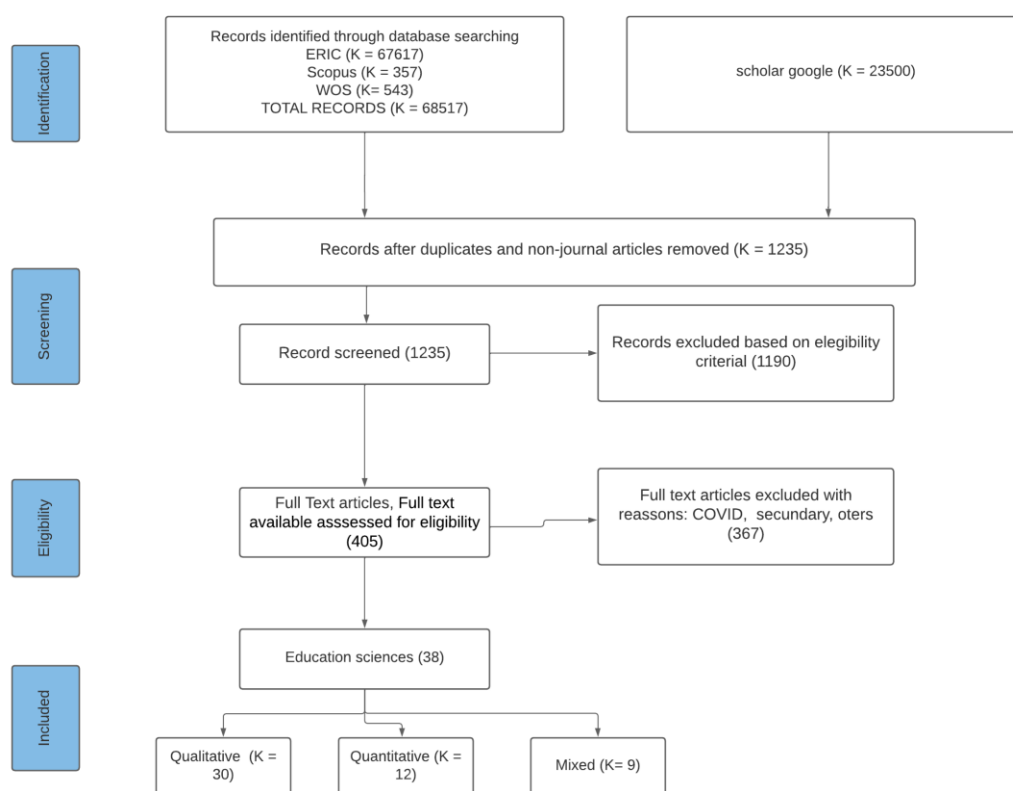 Identification
Records identified through database searching
ERIC (K = 67617)
Scopus (K = 357)
WOS (K= 543)
TOTAL RECORDS (K = 68517)
scholar google (K = 23500)
Records after duplicates and non-journal articles removed (K = 1235)
Screening
Record screened (1235)
Records excluded based on elegibility
criterial (1190)
Eligibility
Full Text articles, Full text
available asssessed for eligibility
(405)
Full text articles excluded with
reasons: COVID, secundary, oters
(367)
Included
Education sciences (38)
Qualitative (K =
30)
Quantitative (K =
12)
Mixed (K= 9)